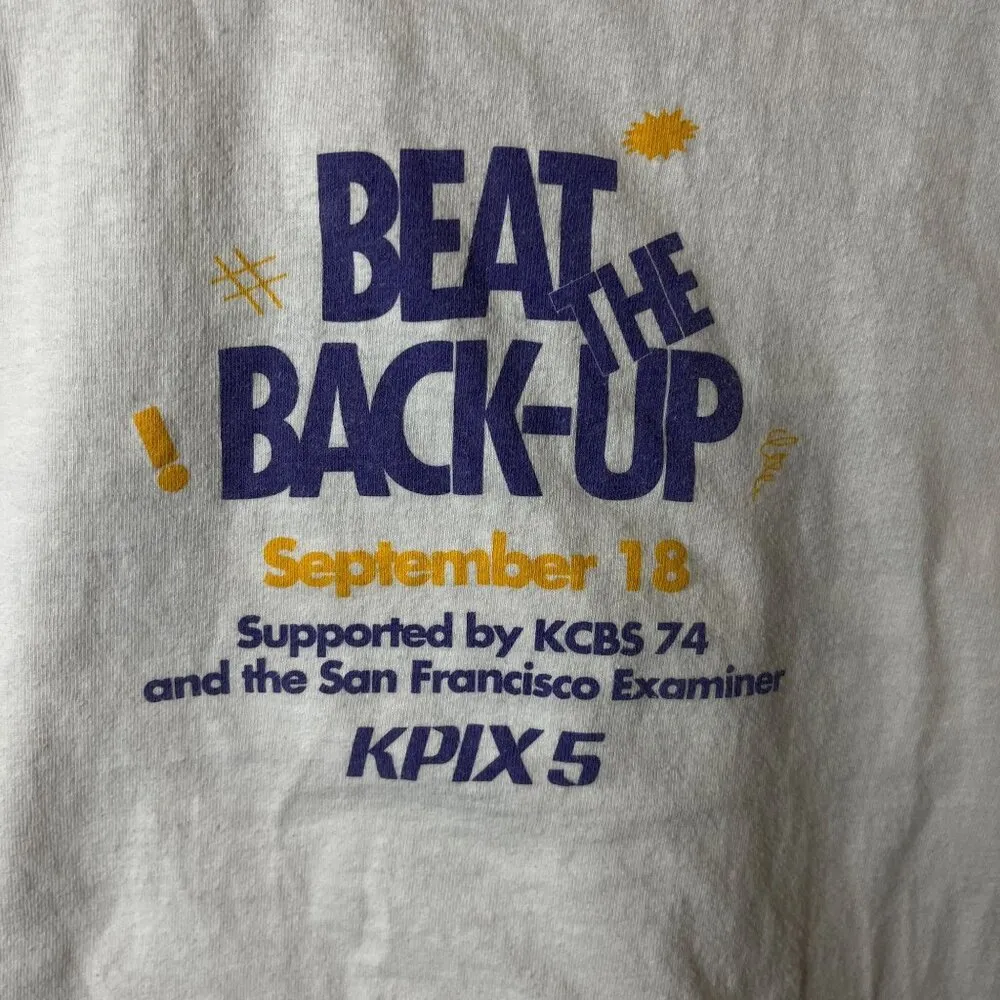 BEAT
THE
BACK-UP
September 18
Supported by KCBS 74
and the San Francisco Examiner
KPIX 5